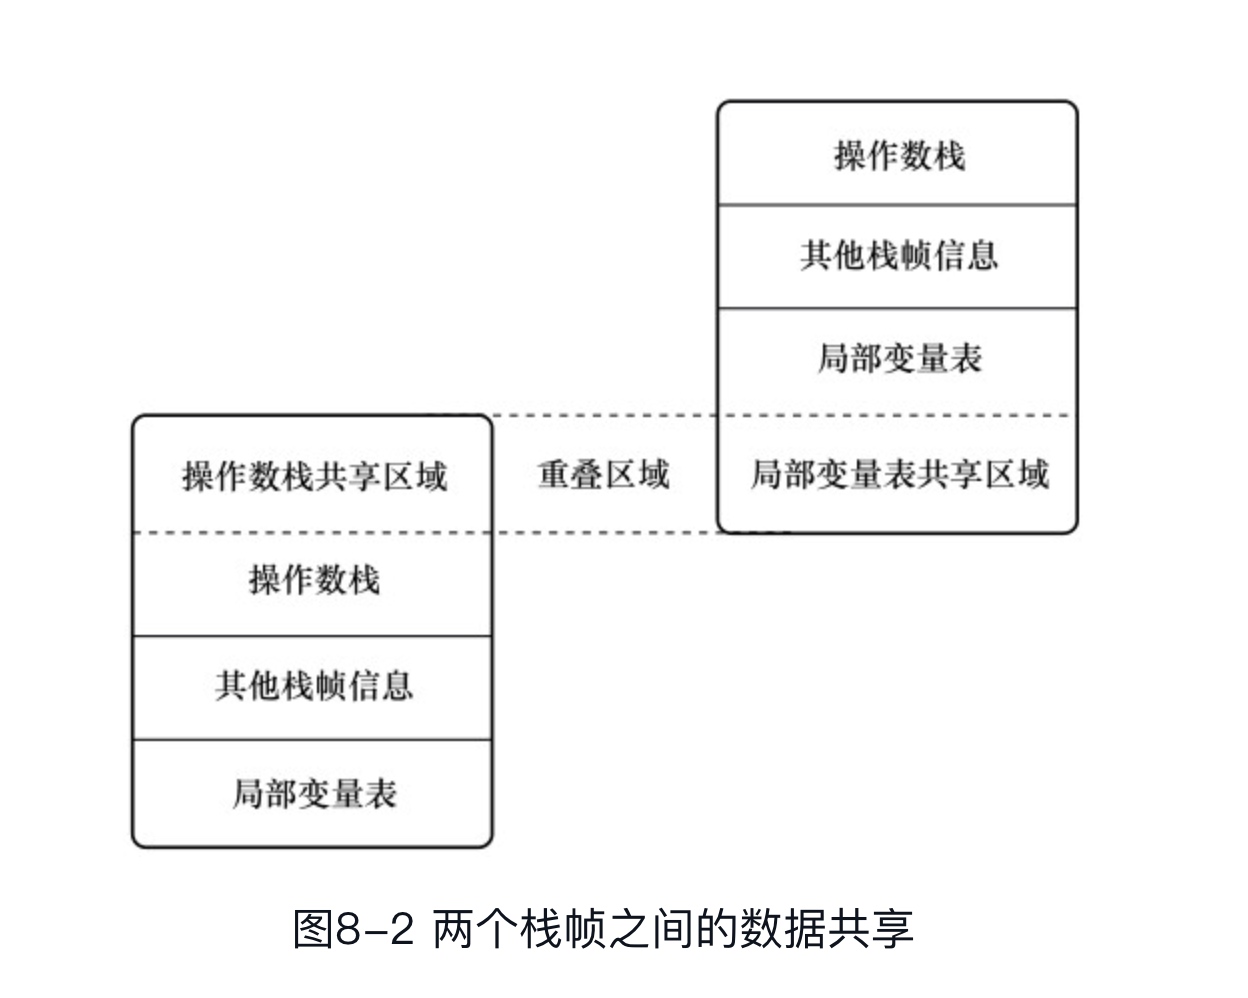 操作数栈
其他栈帧信息
局部变量表
操作数栈共享区域
重叠区域
局部变量表共享区域
操作数栈
其他栈帧信息
局部变量表
图8-2 两个栈帧之间的数据共享